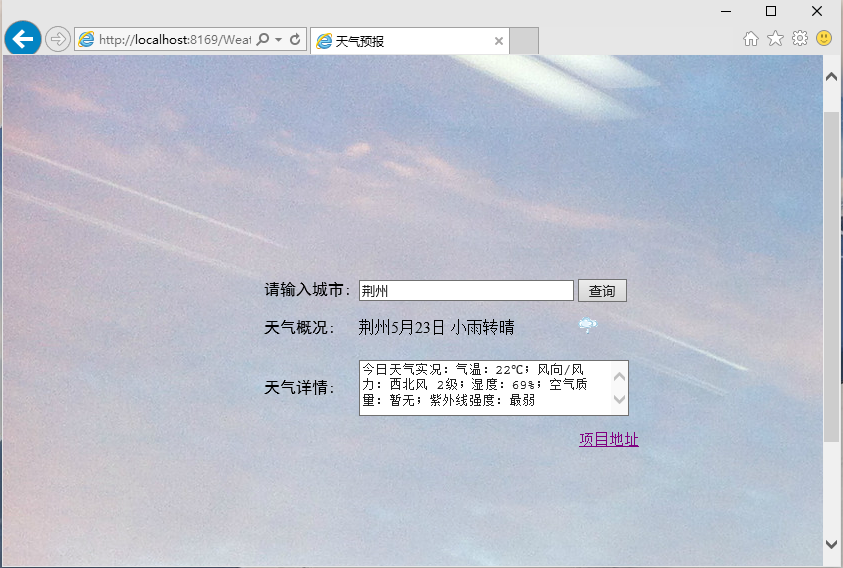 http://localhost:8169/Weat
天气预报
请输入城市：
荆州
查询
天气概况：
荆州5月23日 小雨转晴
天气详情：
今日天气实况：气温：22℃；风向/风
力：西北风 2级；湿度：69%；空气质
量：暂无；紫外线强度：最弱
项目地址